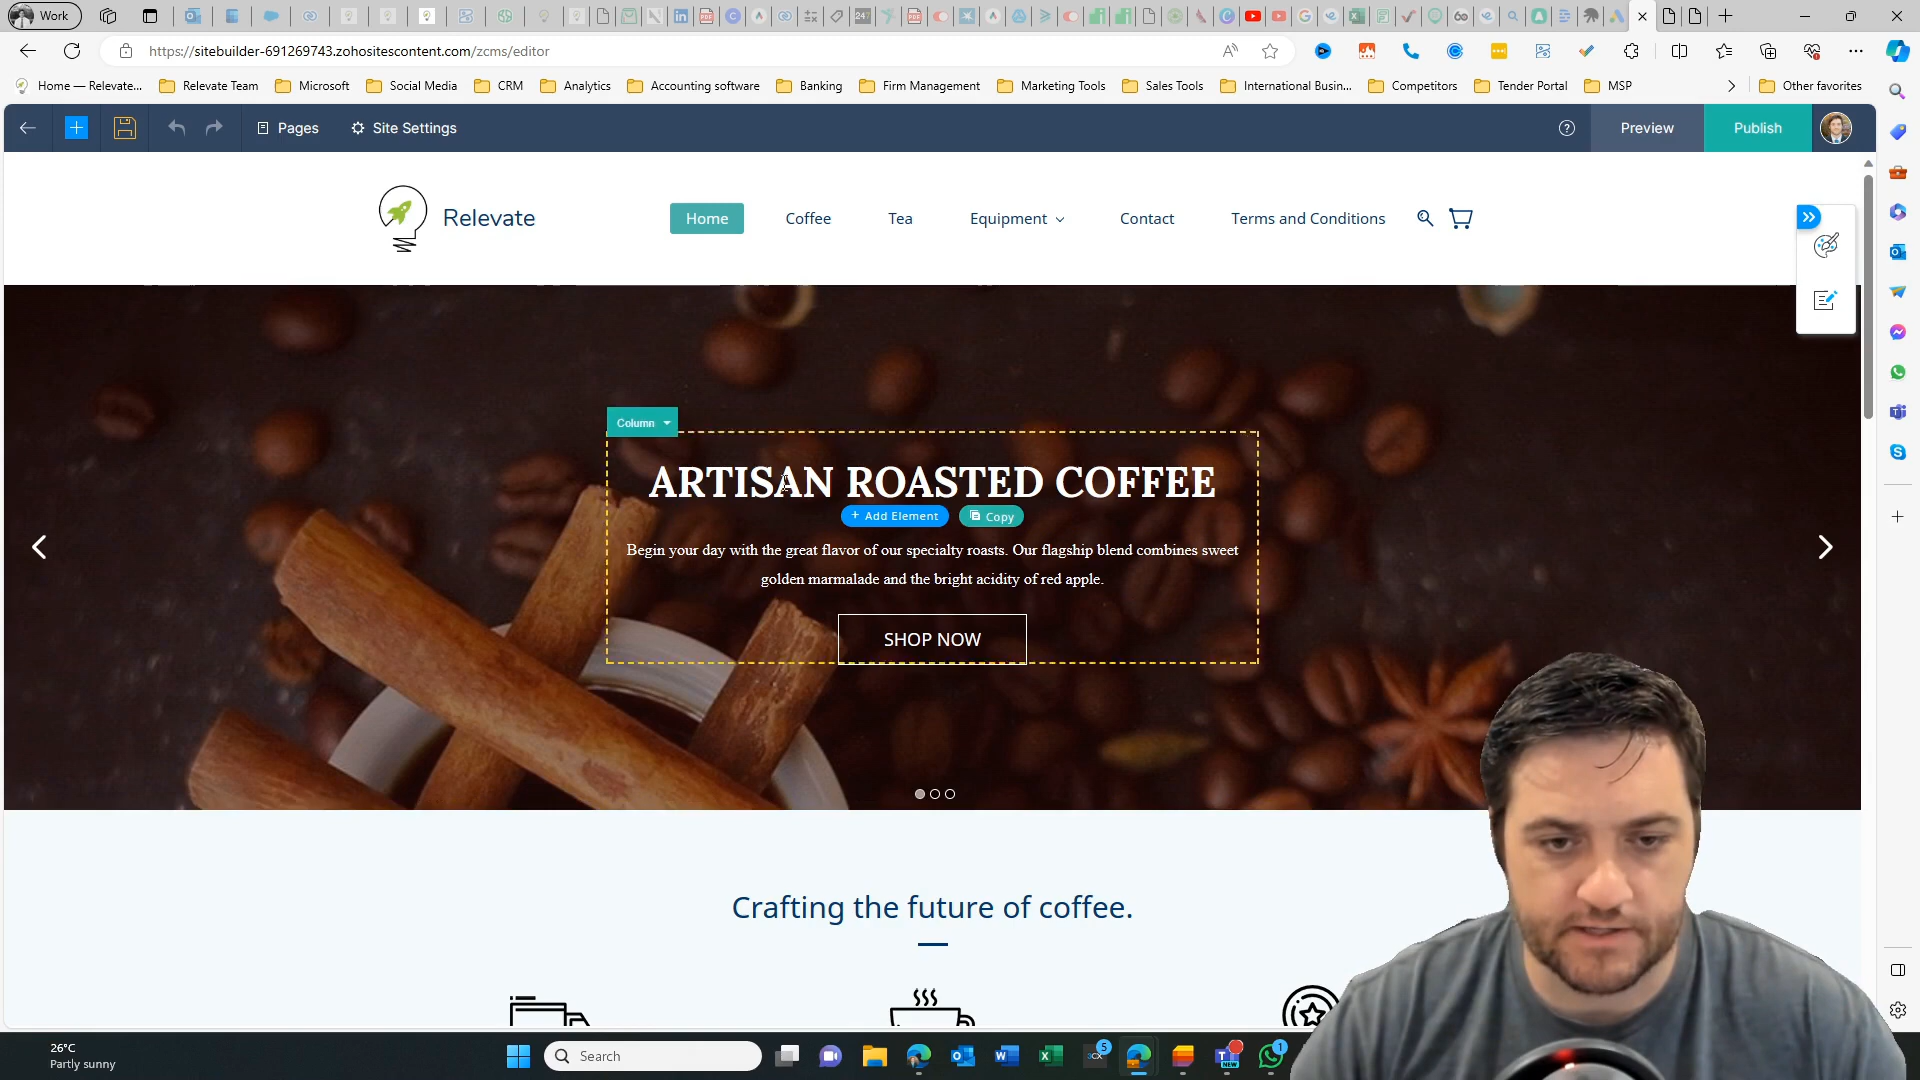 Work
https://sitebuilder-691269743.zohositescontent.com/zcms/editor
Home — Relevate... Relevate Team Microsoft Social Media CRM Analytics Accounting software Banking Firm Management Marketing Tools Sales Tools International Busin... Competitors Tender Portal MSP Other favorites
Pages Site Settings Preview Publish
Relevate Home Coffee Tea Equipment Contact Terms and Conditions
Column
ARTISAN ROASTED COFFEE
+ Add Element Copy
Begin your day with the great flavor of our specialty roasts. Our flagship blend combines sweet
golden marmalade and the bright acidity of red apple.
SHOP NOW
Crafting the future of coffee.
26°C
Partly sunny
Search
5
1